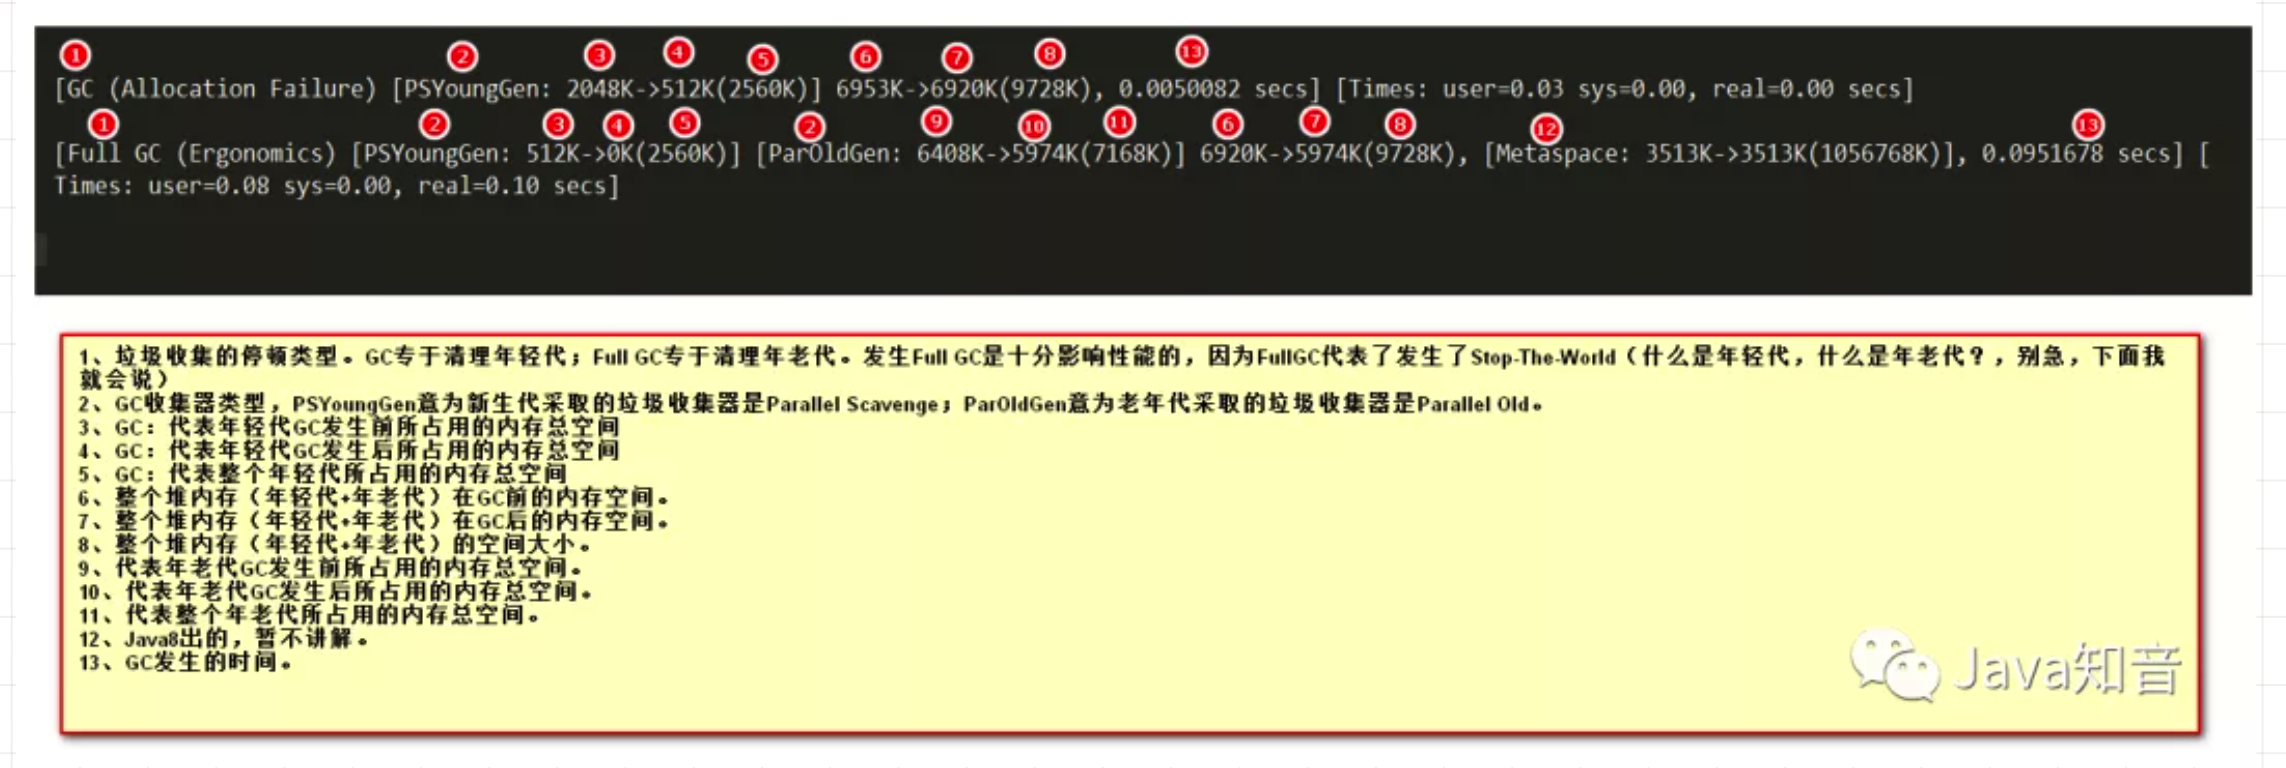 ① ② ③ ④ ⑤ ⑥ ⑦ ⑧ ⑬
[GC (Allocation Failure) [PSYoungGen: 2048K->512K(2560K)] 6953K->6920K(9728K), 0.0050082 secs] [Times: user=0.03 sys=0.00, real=0.00 secs]
① ② ③ ④ ⑤ ② ⑨ ⑩ ⑪ ⑥ ⑦ ⑧ ⑫ ⑬
[Full GC (Ergonomics) [PSYoungGen: 512K->0K(2560K)] [ParOldGen: 6408K->5974K(7168K)] 6920K->5974K(9728K), [Metaspace: 3513K->3513K(1056768K)], 0.0951678 secs] [
Times: user=0.08 sys=0.00, real=0.10 secs]
1、垃圾收集的停顿类型。GC专于清理年轻代；Full GC专于清理年老代。发生Full GC是十分影响性能的，因为FullGC代表了发生了Stop-The-World（什么是年轻代，什么是年老代？，别急，下面我
就会说）
2、GC收集器类型，PSYoungGen意为新生代采取的垃圾收集器是Parallel Scavenge；ParOldGen意为老年代采取的垃圾收集器是Parallel Old。
3、GC：代表年轻代GC发生前所占用的内存总空间
4、GC：代表年轻代GC发生后所占用的内存总空间
5、GC：代表整个年轻代所占用的内存总空间
6、整个堆内存（年轻代+年老代）在GC前的内存空间。
7、整个堆内存（年轻代+年老代）在GC后的内存空间。
8、整个堆内存（年轻代+年老代）的空间大小。
9、代表年老代GC发生前所占用的内存总空间。
10、代表年老代GC发生后所占用的内存总空间。
11、代表整个年老代所占用的内存总空间。
12、Java8出的，暂不讲解。
13、GC发生的时间。
Java知音